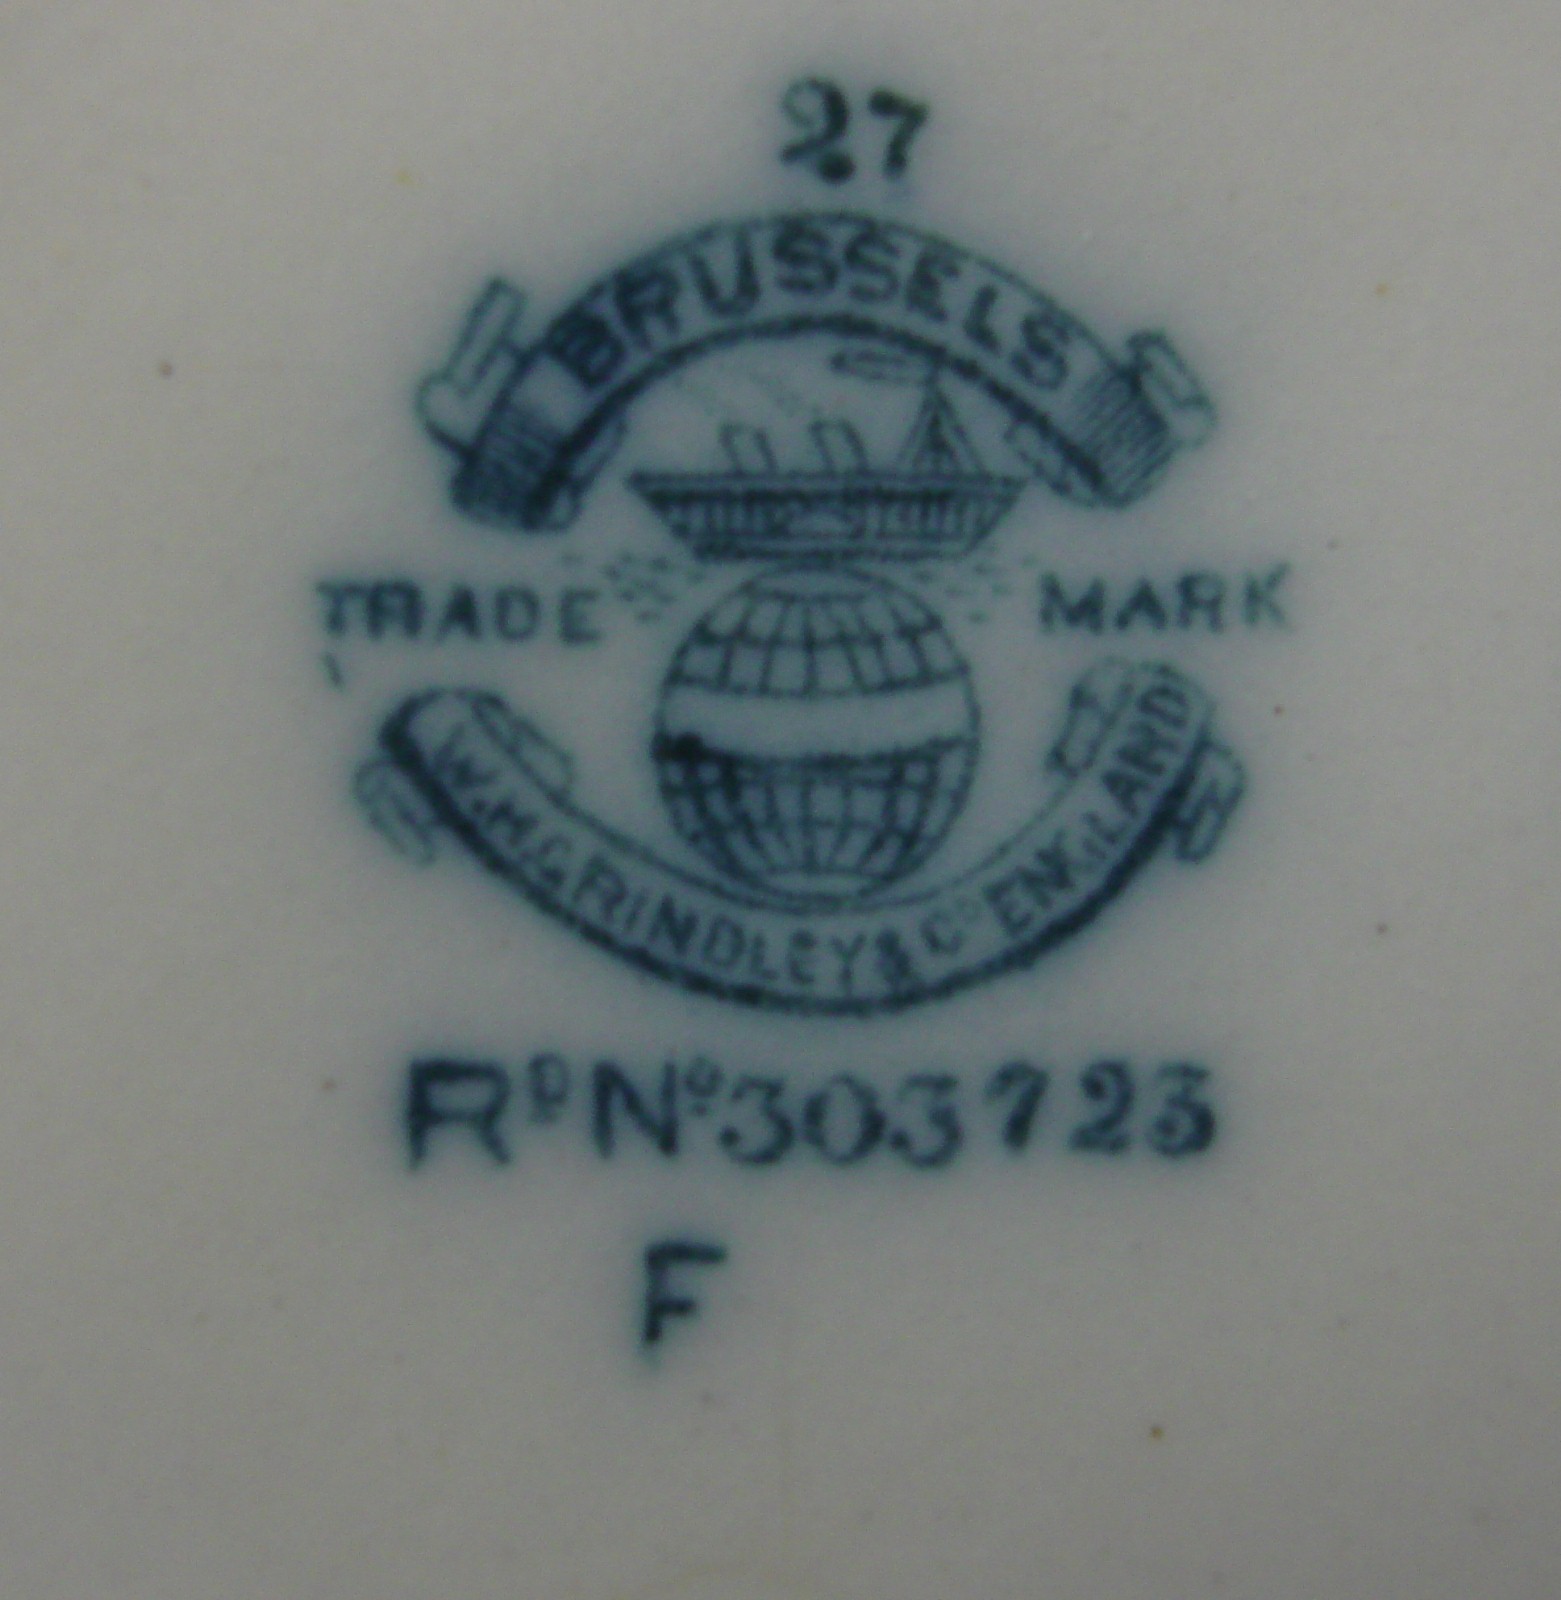 27
BRUSSELS
TRADE MARK
W.H.GRINDLEY & Co ENGLAND
RD No 303723
F